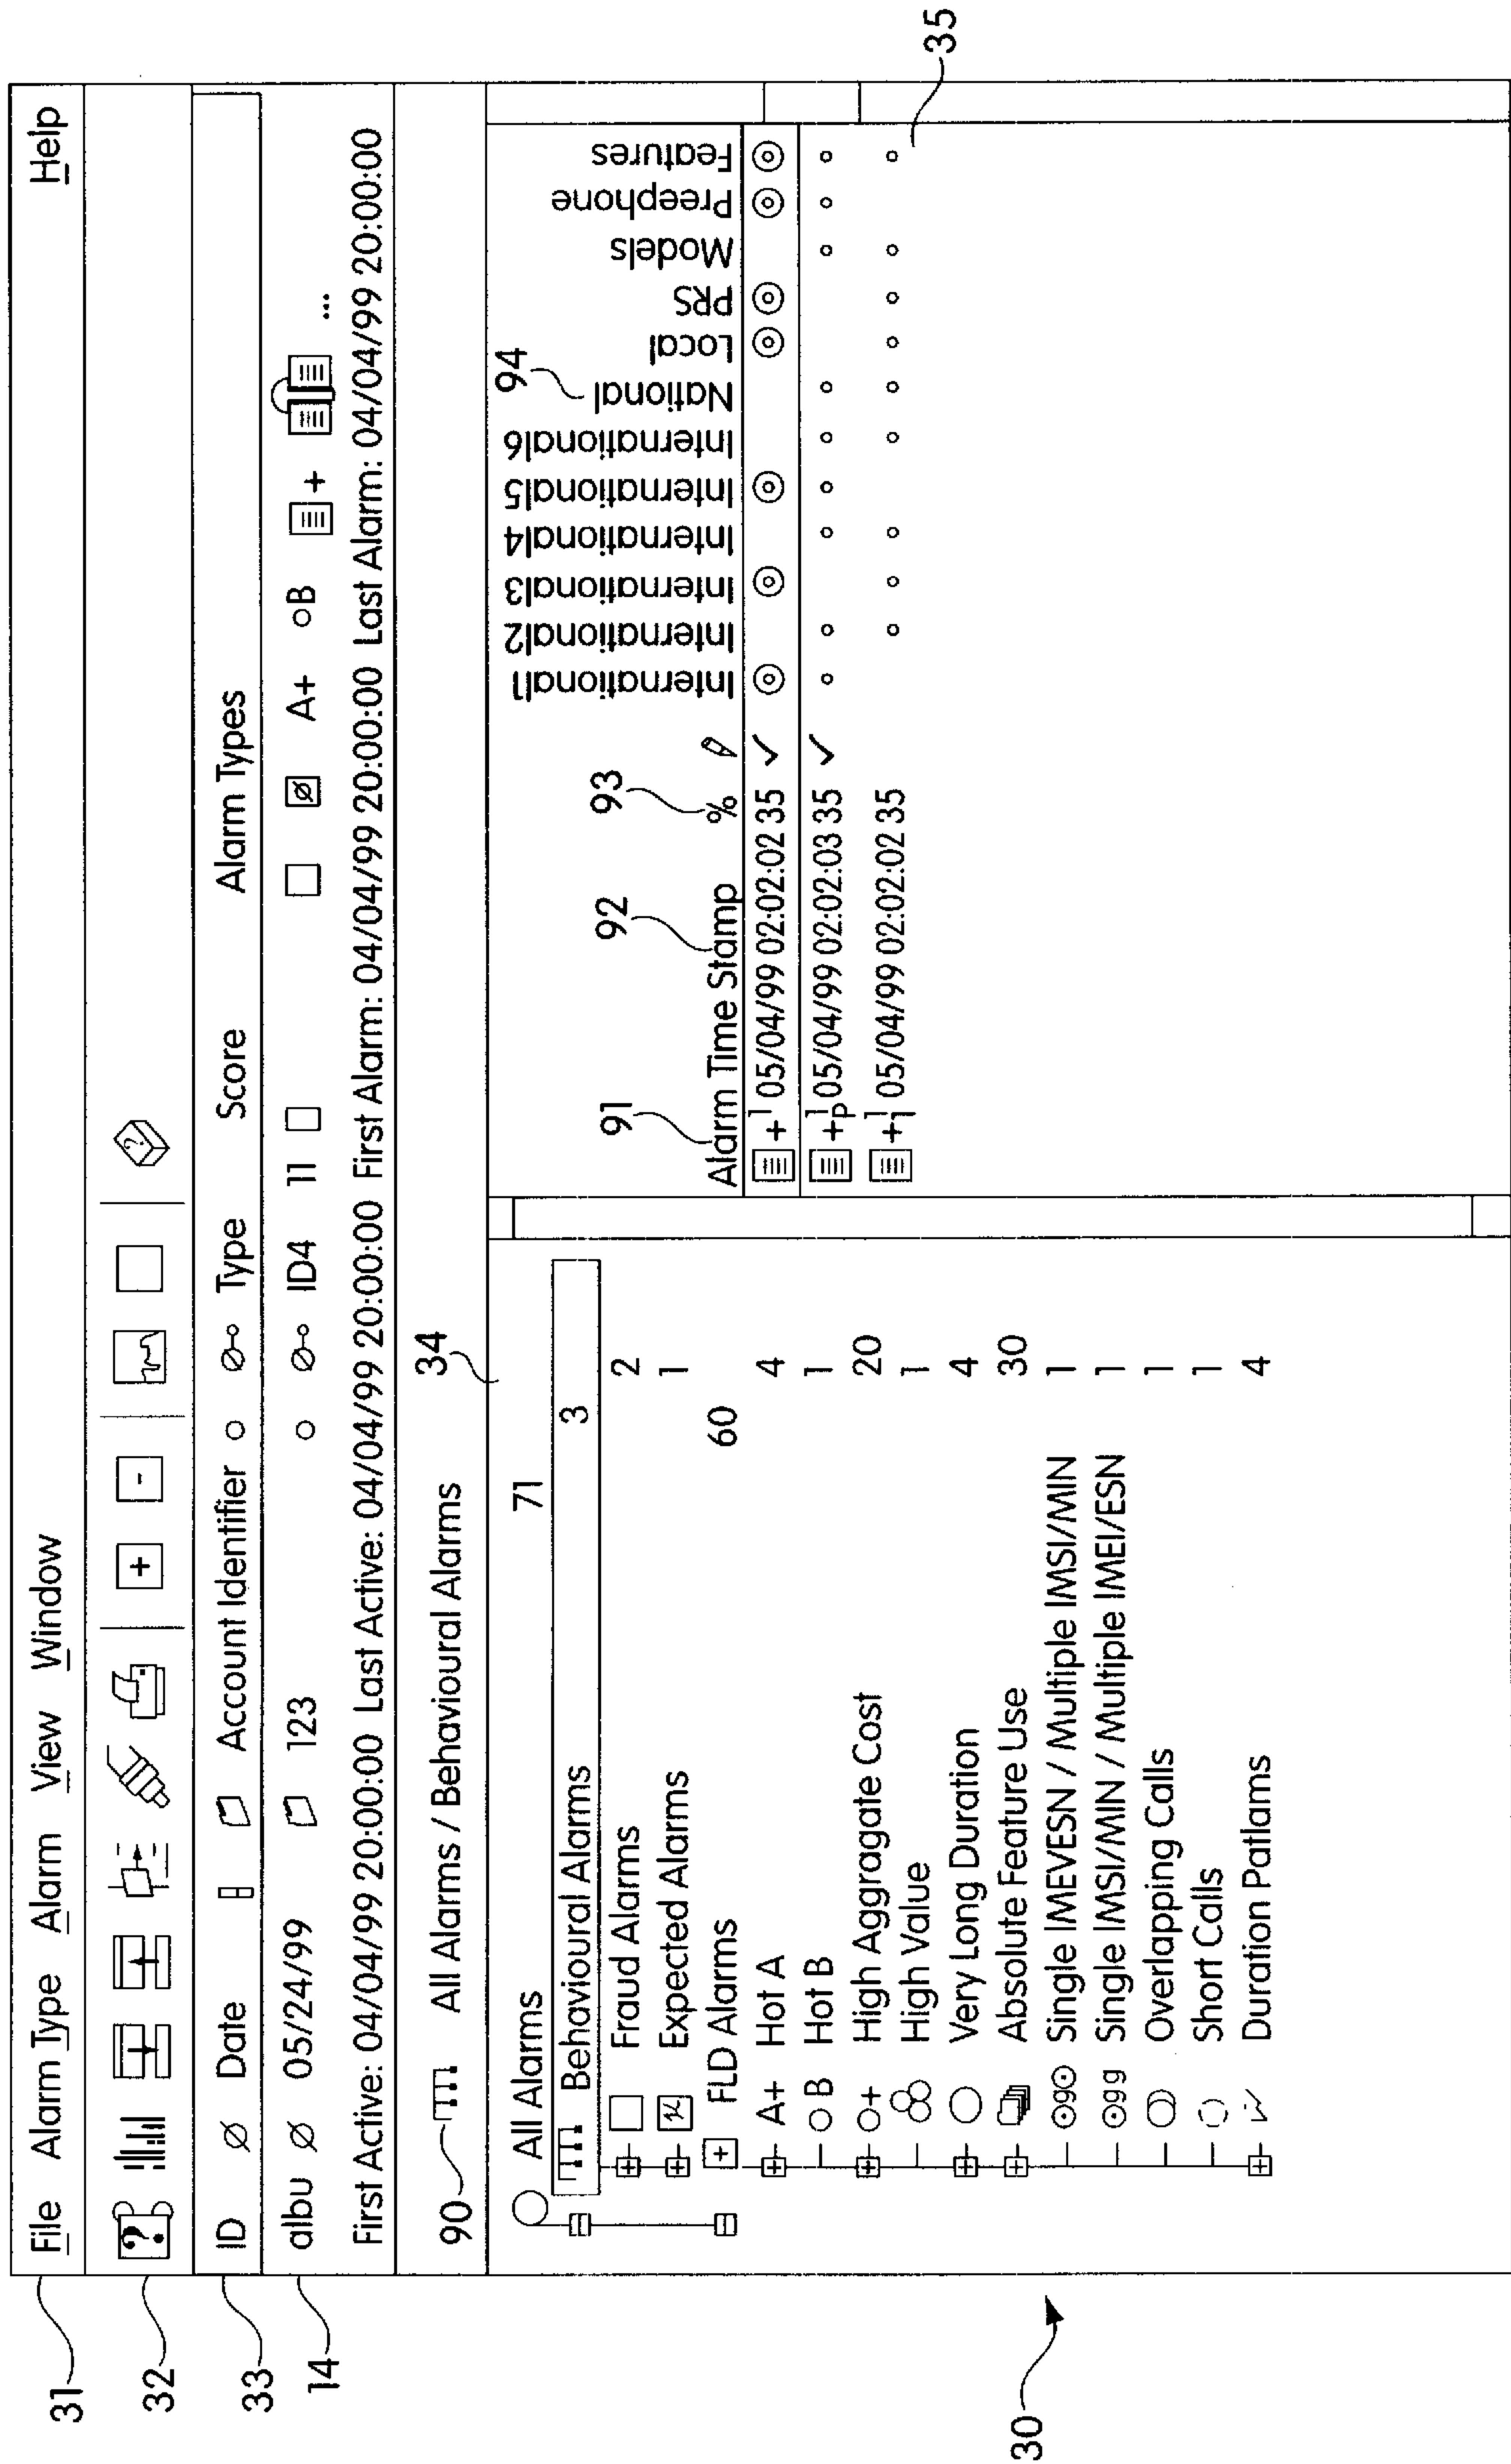 31
File Alarm Type Alarm View Window Help
32
?
+ -
?
33
ID Ø Date Account Identifier Type Score Alarm Types
14
albu Ø 05/24/99 123 ID4 11 A+ B + ...
First Active: 04/04/99 20:00:00 Last Active: 04/04/99 20:00:00 First Alarm: 04/04/99 20:00:00 Last Alarm: 04/04/99 20:00:00
90
All Alarms / Behavioural Alarms
34
All Alarms 71
Behavioural Alarms 3
Fraud Alarms 2
Expected Alarms 1
FLD Alarms 60
A+ Hot A 4
B Hot B 1
High Aggragate Cost 20
High Value 1
Very Long Duration 4
Absolute Feature Use 30
Single IMEVESN / Multiple IMSI/MIN 1
Single IMSI/MIN / Multiple IMEI/ESN 1
Overlapping Calls 1
Short Calls 1
Duration Patlams 4
91 92 93 94
Alarm Time Stamp % International1 International2 International3 International4 International5 International6 National Local PRS Models Preephone Features
+1 05/04/99 02:02:02 35 ✓
+1p 05/04/99 02:02:03 35 ✓
+1l 05/04/99 02:02:02 35
35
30